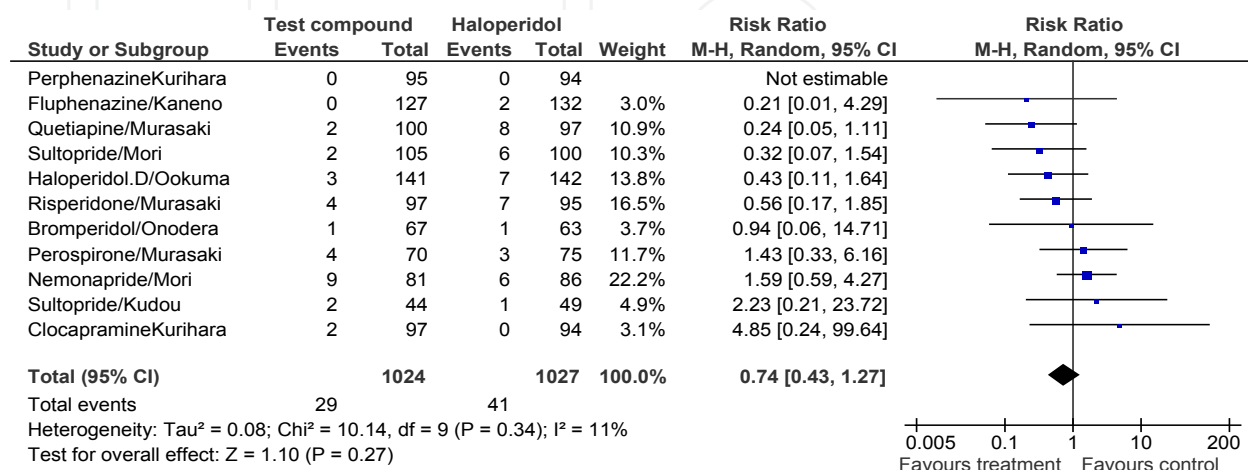 Test compound Haloperidol Risk Ratio Risk Ratio
Study or Subgroup Events Total Events Total Weight M-H, Random, 95% CI M-H, Random, 95% CI
PerphenazineKurihara 0 95 0 94 Not estimable
Fluphenazine/Kaneno 0 127 2 132 3.0% 0.21 [0.01, 4.29]
Quetiapine/Murasaki 2 100 8 97 10.9% 0.24 [0.05, 1.11]
Sultopride/Mori 2 105 6 100 10.3% 0.32 [0.07, 1.54]
Haloperidol.D/Ookuma 3 141 7 142 13.8% 0.43 [0.11, 1.64]
Risperidone/Murasaki 4 97 7 95 16.5% 0.56 [0.17, 1.85]
Bromperidol/Onodera 1 67 1 63 3.7% 0.94 [0.06, 14.71]
Perospirone/Murasaki 4 70 3 75 11.7% 1.43 [0.33, 6.16]
Nemonapride/Mori 9 81 6 86 22.2% 1.59 [0.59, 4.27]
Sultopride/Kudou 2 44 1 49 4.9% 2.23 [0.21, 23.72]
ClocapramineKurihara 2 97 0 94 3.1% 4.85 [0.24, 99.64]
Total (95% CI) 1024 1027 100.0% 0.74 [0.43, 1.27]
Total events 29 41
Heterogeneity: Tau² = 0.08; Chi² = 10.14, df = 9 (P = 0.34); I² = 11%
Test for overall effect: Z = 1.10 (P = 0.27)
0.005 0.1 1 10 200
Favours treatment Favours control